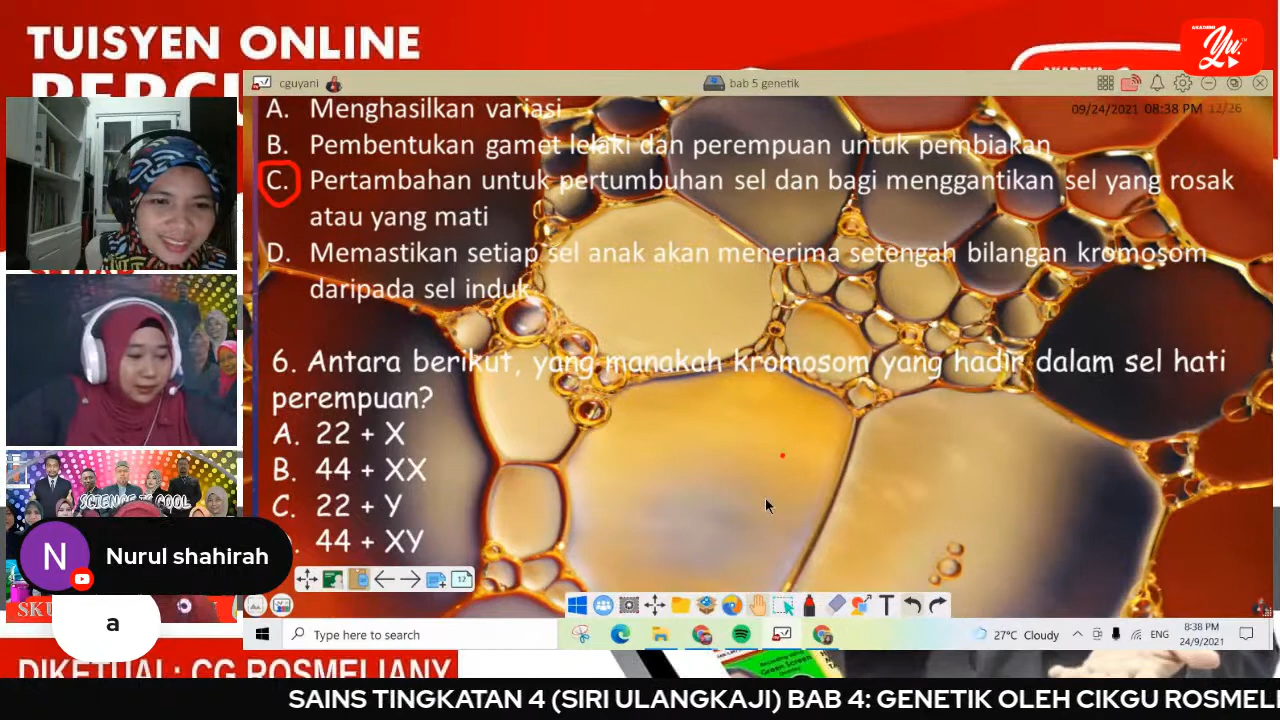 TUISYEN ONLINE
AKADEMI
Yu
cguyani
bab 5 genetik
09/24/2021 08:38 PM 12/26
A. Menghasilkan variasi
B. Pembentukan gamet lelaki dan perempuan untuk pembiakan
C. Pertambahan untuk pertumbuhan sel dan bagi menggantikan sel yang rosak
atau yang mati
D. Memastikan setiap sel anak akan menerima setengah bilangan kromosom
daripada sel induk
6. Antara berikut, yang manakah kromosom yang hadir dalam sel hati
perempuan?
A. 22 + X
B. 44 + XX
C. 22 + Y
44 + XY
SCIENCE IS COOL
N
Nurul shahirah
a
12
T
Type here to search
27°C Cloudy
ENG
8:38 PM
24/9/2021
DIKETUAI: CG ROSMELIANY
SAINS TINGKATAN 4 (SIRI ULANGKAJI) BAB 4: GENETIK OLEH CIKGU ROSMELI